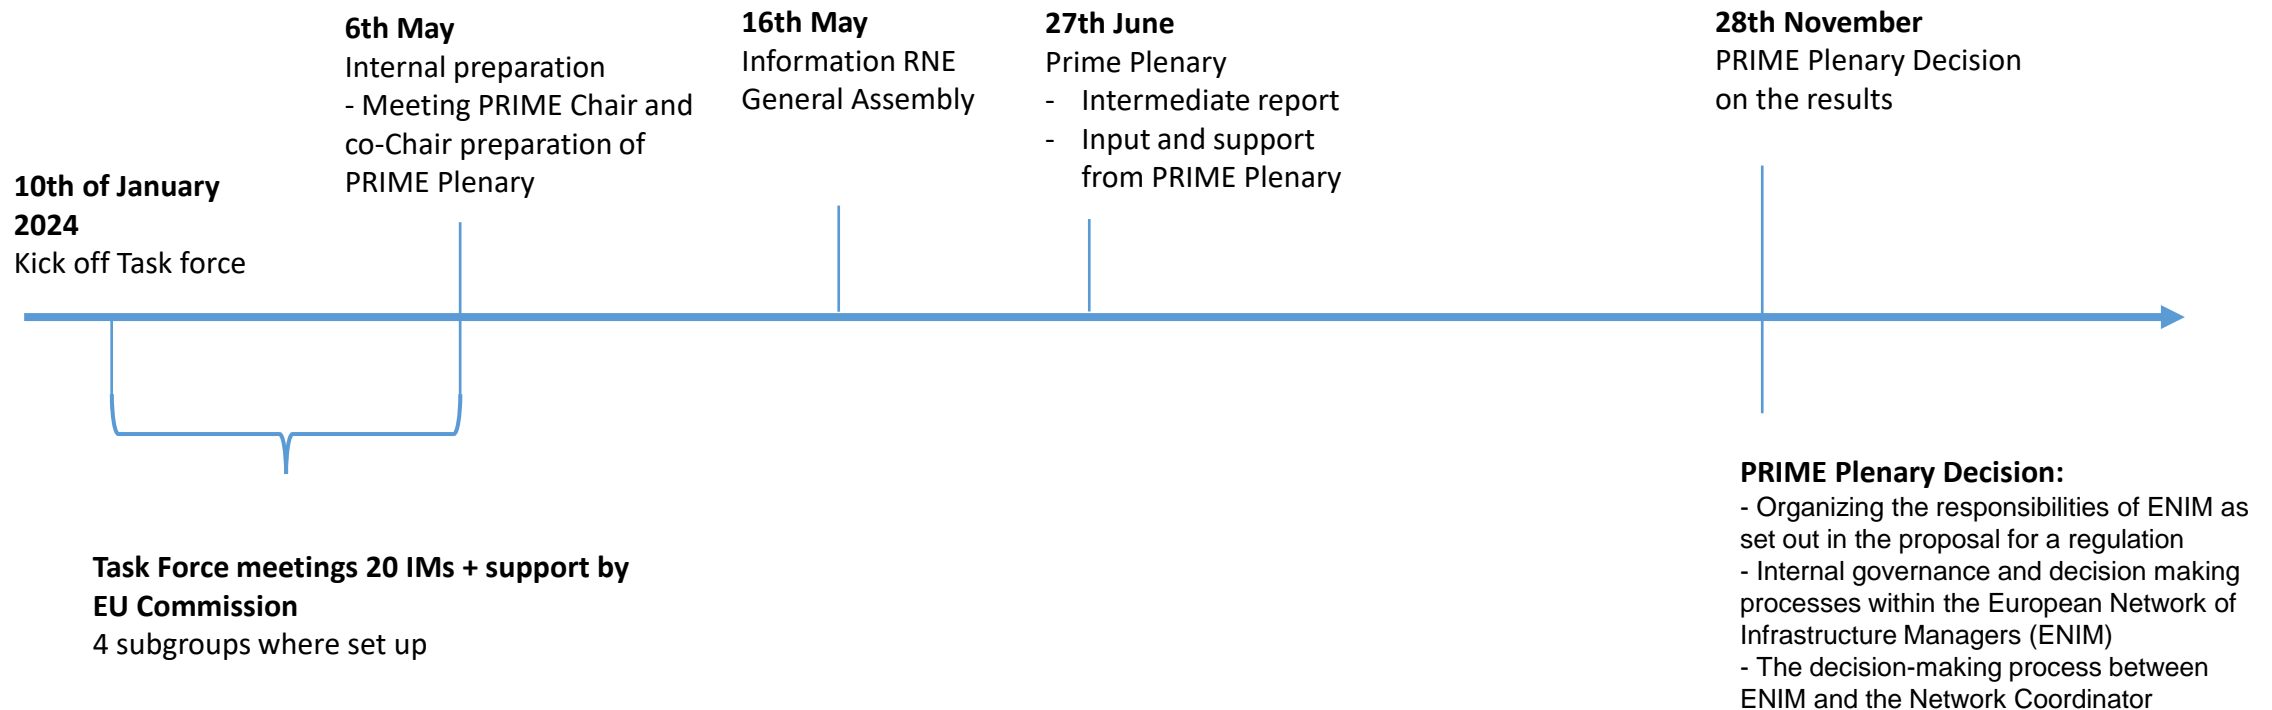 10th of January
2024
Kick off Task force
6th May
Internal preparation
- Meeting PRIME Chair and
co-Chair preparation of
PRIME Plenary
16th May
Information RNE
General Assembly
27th June
Prime Plenary
- Intermediate report
- Input and support
from PRIME Plenary
28th November
PRIME Plenary Decision
on the results
Task Force meetings 20 IMs + support by
EU Commission
4 subgroups where set up
PRIME Plenary Decision:
- Organizing the responsibilities of ENIM as
set out in the proposal for a regulation
- Internal governance and decision making
processes within the European Network of
Infrastructure Managers (ENIM)
- The decision-making process between
ENIM and the Network Coordinator